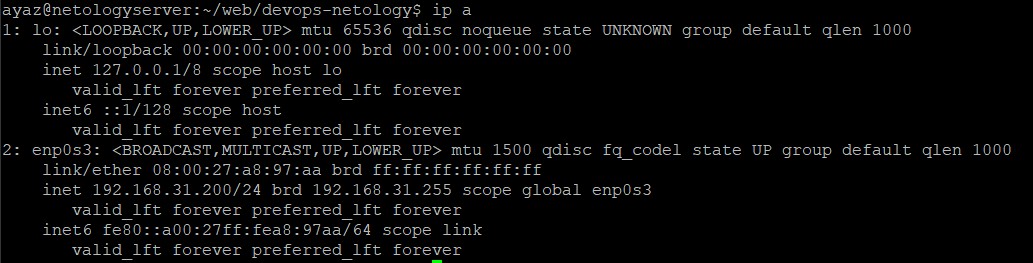 ayaz@netologyserver:~/web/devops-netology$ ip a
1: lo: <LOOPBACK,UP,LOWER_UP> mtu 65536 qdisc noqueue state UNKNOWN group default qlen 1000
    link/loopback 00:00:00:00:00:00 brd 00:00:00:00:00:00
    inet 127.0.0.1/8 scope host lo
       valid_lft forever preferred_lft forever
    inet6 ::1/128 scope host
       valid_lft forever preferred_lft forever
2: enp0s3: <BROADCAST,MULTICAST,UP,LOWER_UP> mtu 1500 qdisc fq_codel state UP group default qlen 1000
    link/ether 08:00:27:a8:97:aa brd ff:ff:ff:ff:ff:ff
    inet 192.168.31.200/24 brd 192.168.31.255 scope global enp0s3
       valid_lft forever preferred_lft forever
    inet6 fe80::a00:27ff:fea8:97aa/64 scope link
       valid_lft forever preferred_lft forever